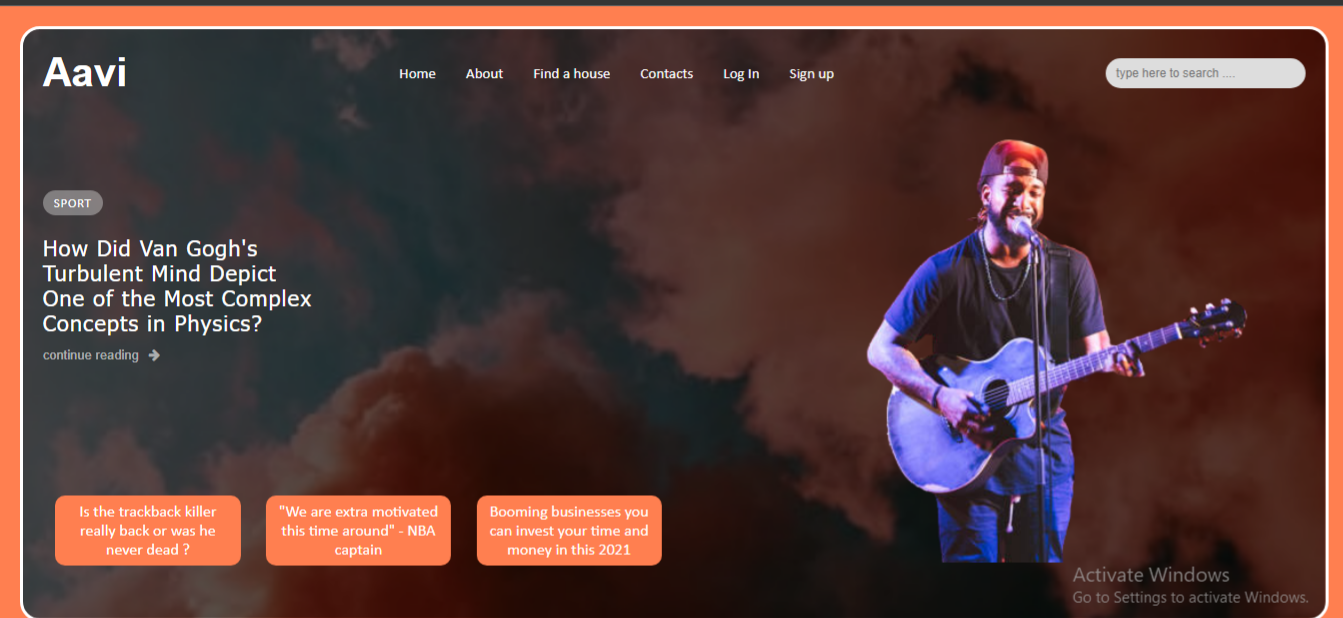 Aavi
Home About Find a house Contacts Log In Sign up
type here to search ....
SPORT
How Did Van Gogh's
Turbulent Mind Depict
One of the Most Complex
Concepts in Physics?
continue reading
Is the trackback killer
really back or was he
never dead ?
"We are extra motivated
this time around" - NBA
captain
Booming businesses you
can invest your time and
money in this 2021
Activate Windows
Go to Settings to activate Windows.